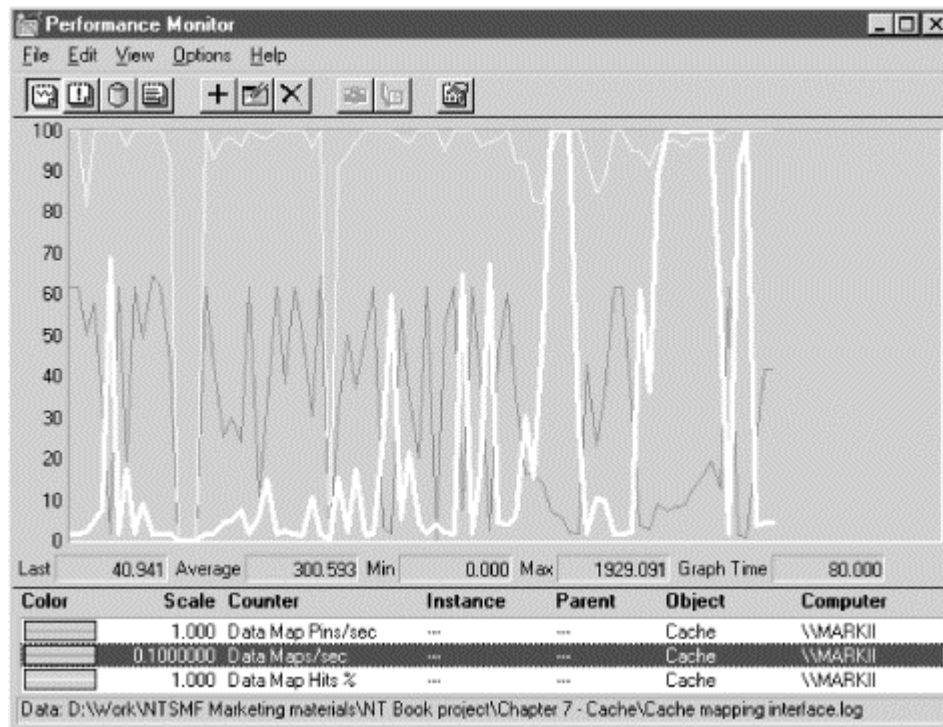 Performance Monitor
File Edit View Options Help
100
90
80
70
60
50
40
30
20
10
0
Last 40.941 Average 300.593 Min 0.000 Max 1929.091 Graph Time 80.000
Color Scale Counter Instance Parent Object Computer
1.000 Data Map Pins/sec --- --- Cache \\MARKII
0.1000000 Data Maps/sec --- --- Cache \\MARKII
1.000 Data Map Hits % --- --- Cache \\MARKII
Data: D:\Work\NTSMF Marketing materials\NT Book project\Chapter 7 - Cache\Cache mapping interlace.log